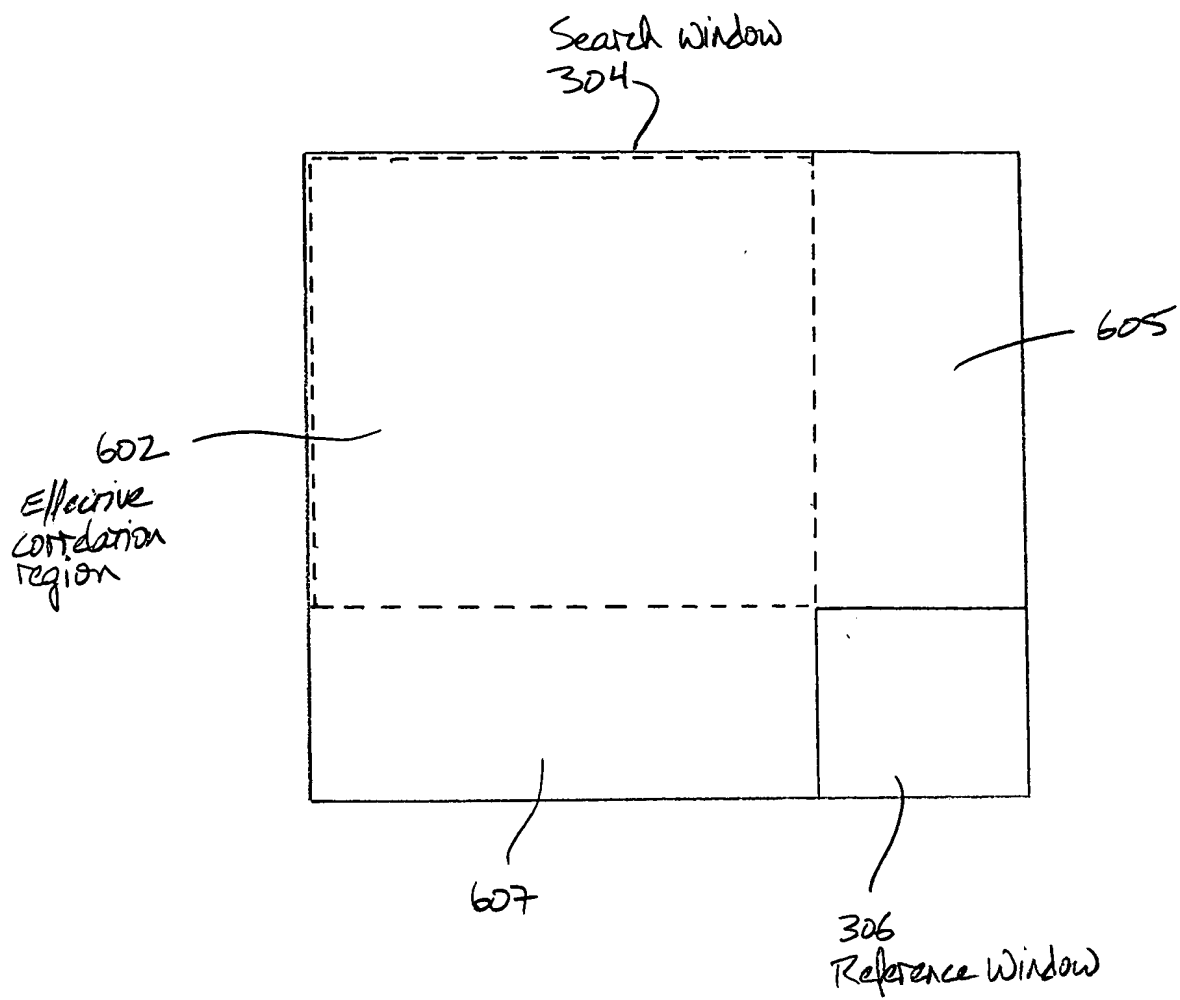 Search window
304
605
602
Effective
correlation
region
607
306
Reference Window